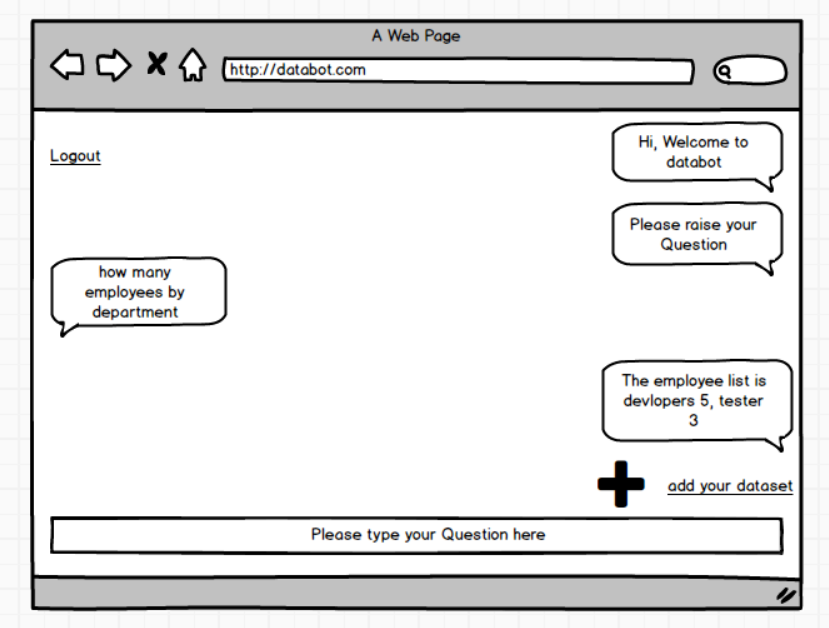 A Web Page
http://databot.com
Logout
Hi, Welcome to
databot
Please raise your
Question
how many
employees by
department
The employee list is
devlopers 5, tester
3
add your dataset
Please type your Question here